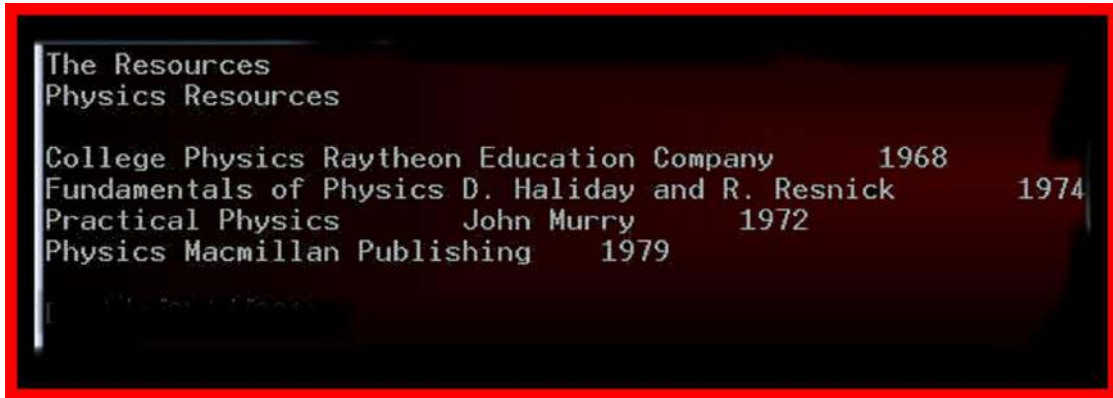 The Resources
Physics Resources
College Physics Raytheon Education Company 1968
Fundamentals of Physics D. Haliday and R. Resnick 1974
Practical Physics John Murry 1972
Physics Macmillan Publishing 1979